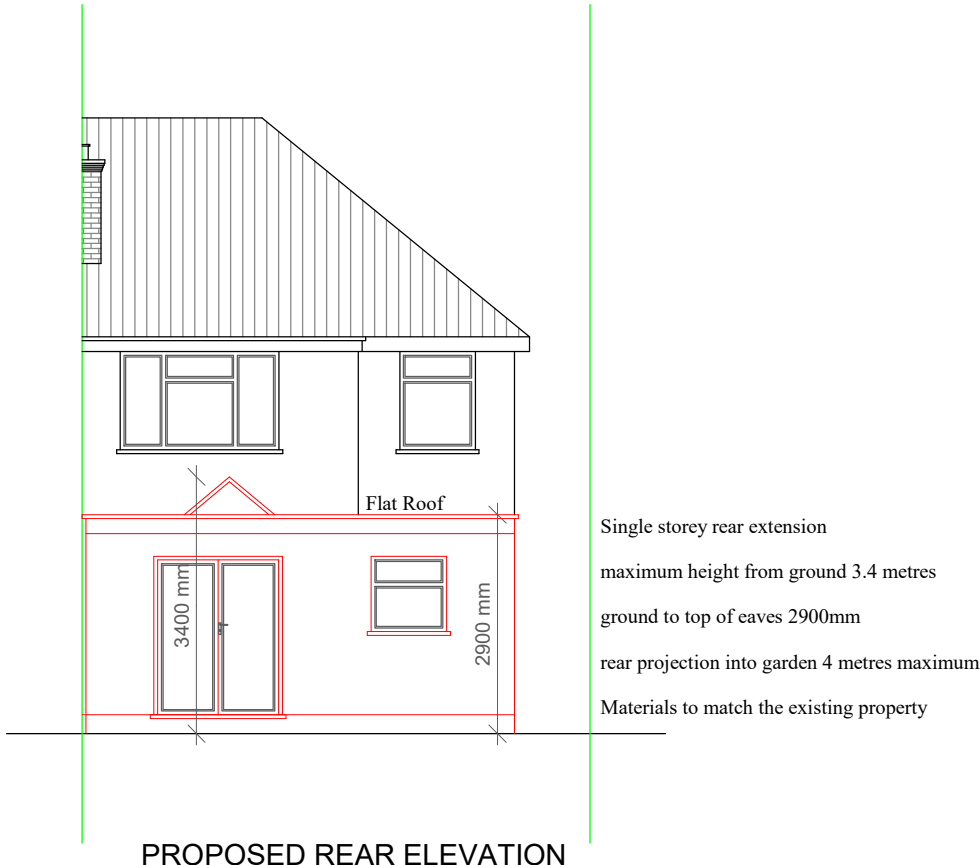 Flat Roof
3400 mm
2900 mm
Single storey rear extension
maximum height from ground 3.4 metres
ground to top of eaves 2900mm
rear projection into garden 4 metres maximum
Materials to match the existing property
PROPOSED REAR ELEVATION